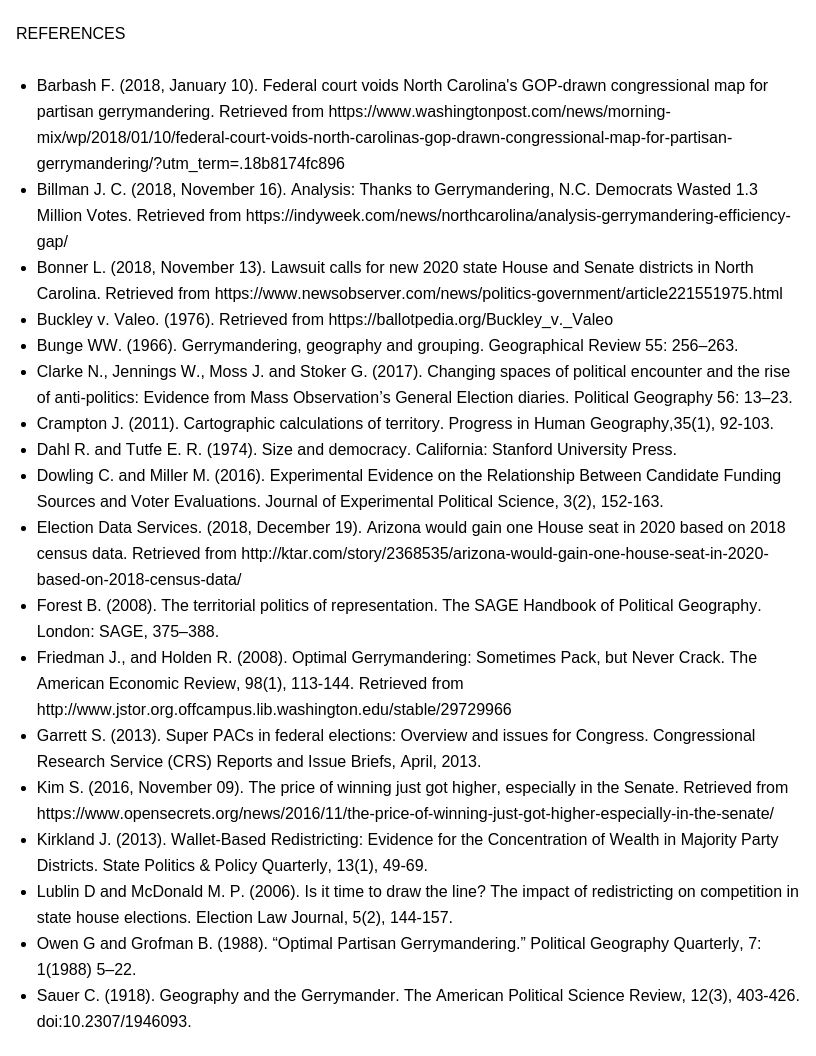 REFERENCES
• Barbash F. (2018, January 10). Federal court voids North Carolina's GOP-drawn congressional map for
partisan gerrymandering. Retrieved from https://www.washingtonpost.com/news/morning-
mix/wp/2018/01/10/federal-court-voids-north-carolinas-gop-drawn-congressional-map-for-partisan-
gerrymandering/?utm_term=.18b8174fc896
• Billman J. C. (2018, November 16). Analysis: Thanks to Gerrymandering, N.C. Democrats Wasted 1.3
Million Votes. Retrieved from https://indyweek.com/news/northcarolina/analysis-gerrymandering-efficiency-
gap/
• Bonner L. (2018, November 13). Lawsuit calls for new 2020 state House and Senate districts in North
Carolina. Retrieved from https://www.newsobserver.com/news/politics-government/article221551975.html
• Buckley v. Valeo. (1976). Retrieved from https://ballotpedia.org/Buckley_v._Valeo
• Bunge WW. (1966). Gerrymandering, geography and grouping. Geographical Review 55: 256–263.
• Clarke N., Jennings W., Moss J. and Stoker G. (2017). Changing spaces of political encounter and the rise
of anti-politics: Evidence from Mass Observation’s General Election diaries. Political Geography 56: 13–23.
• Crampton J. (2011). Cartographic calculations of territory. Progress in Human Geography,35(1), 92-103.
• Dahl R. and Tutfe E. R. (1974). Size and democracy. California: Stanford University Press.
• Dowling C. and Miller M. (2016). Experimental Evidence on the Relationship Between Candidate Funding
Sources and Voter Evaluations. Journal of Experimental Political Science, 3(2), 152-163.
• Election Data Services. (2018, December 19). Arizona would gain one House seat in 2020 based on 2018
census data. Retrieved from http://ktar.com/story/2368535/arizona-would-gain-one-house-seat-in-2020-
based-on-2018-census-data/
• Forest B. (2008). The territorial politics of representation. The SAGE Handbook of Political Geography.
London: SAGE, 375–388.
• Friedman J., and Holden R. (2008). Optimal Gerrymandering: Sometimes Pack, but Never Crack. The
American Economic Review, 98(1), 113-144. Retrieved from
http://www.jstor.org.offcampus.lib.washington.edu/stable/29729966
• Garrett S. (2013). Super PACs in federal elections: Overview and issues for Congress. Congressional
Research Service (CRS) Reports and Issue Briefs, April, 2013.
• Kim S. (2016, November 09). The price of winning just got higher, especially in the Senate. Retrieved from
https://www.opensecrets.org/news/2016/11/the-price-of-winning-just-got-higher-especially-in-the-senate/
• Kirkland J. (2013). Wallet-Based Redistricting: Evidence for the Concentration of Wealth in Majority Party
Districts. State Politics & Policy Quarterly, 13(1), 49-69.
• Lublin D and McDonald M. P. (2006). Is it time to draw the line? The impact of redistricting on competition in
state house elections. Election Law Journal, 5(2), 144-157.
• Owen G and Grofman B. (1988). “Optimal Partisan Gerrymandering.” Political Geography Quarterly, 7:
1(1988) 5–22.
• Sauer C. (1918). Geography and the Gerrymander. The American Political Science Review, 12(3), 403-426.
doi:10.2307/1946093.